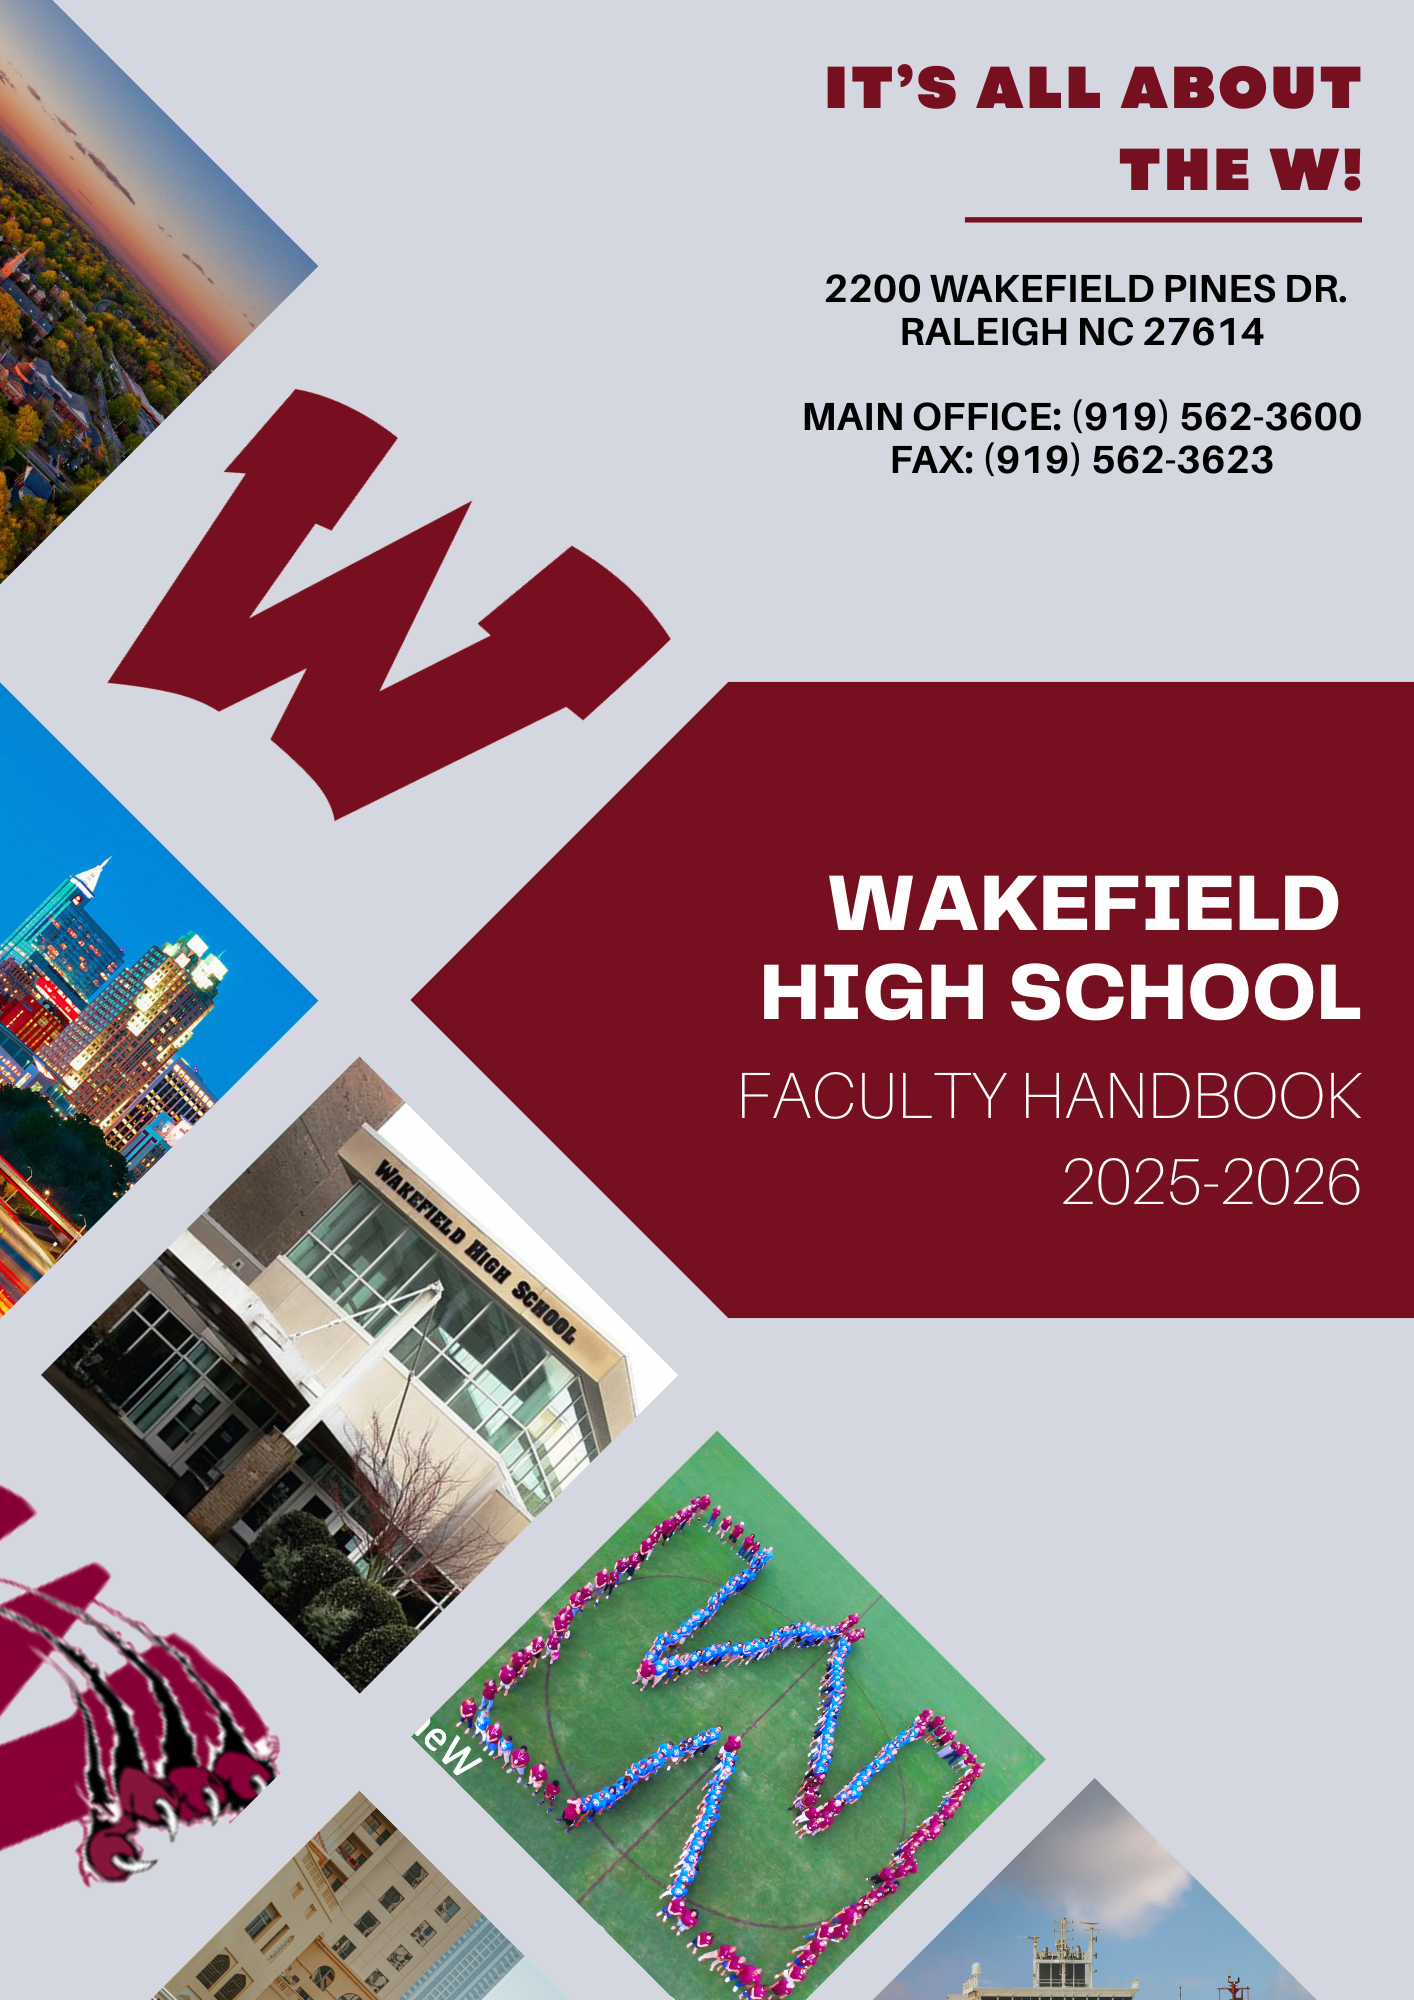 IT’S ALL ABOUT
THE W!
2200 WAKEFIELD PINES DR.
RALEIGH NC 27614
MAIN OFFICE: (919) 562-3600
FAX: (919) 562-3623
W
WAKEFIELD
HIGH SCHOOL
FACULTY HANDBOOK
2025-2026
WAKEFIELD HIGH SCHOOL
W